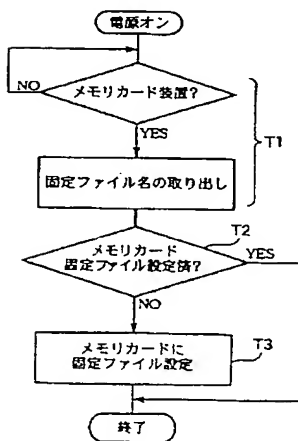 電源オン
メモリカード装置?
NO
YES
T1
固定ファイル名の取り出し
T2
メモリカード
固定ファイル設定済?
YES
NO
T3
メモリカードに
固定ファイル設定
終了